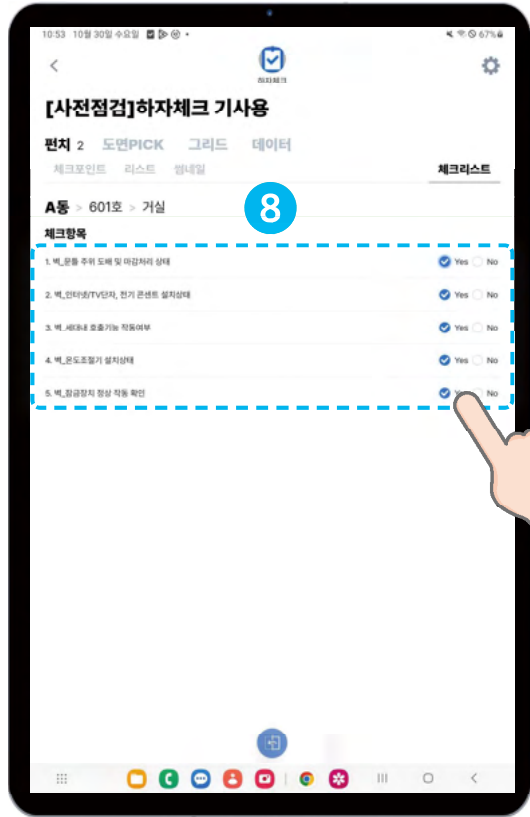 10:53 10월 30일 수요일
67%
하자체크
[사전점검]하자체크 기사용
펀치 2 도면PICK 그리드 데이터
체크포인트 리스트 썸네일 체크리스트
A동 > 601호 > 거실
8
체크항목
1. 벽_문틀 주위 도배 및 마감처리 상태 Yes No
2. 벽_인터넷/TV단자, 전기 콘센트 설치상태 Yes No
3. 벽_세대내 호출기능 작동여부 Yes No
4. 벽_온도조절기 설치상태 Yes No
5. 벽_잠금장치 정상 작동 확인 No